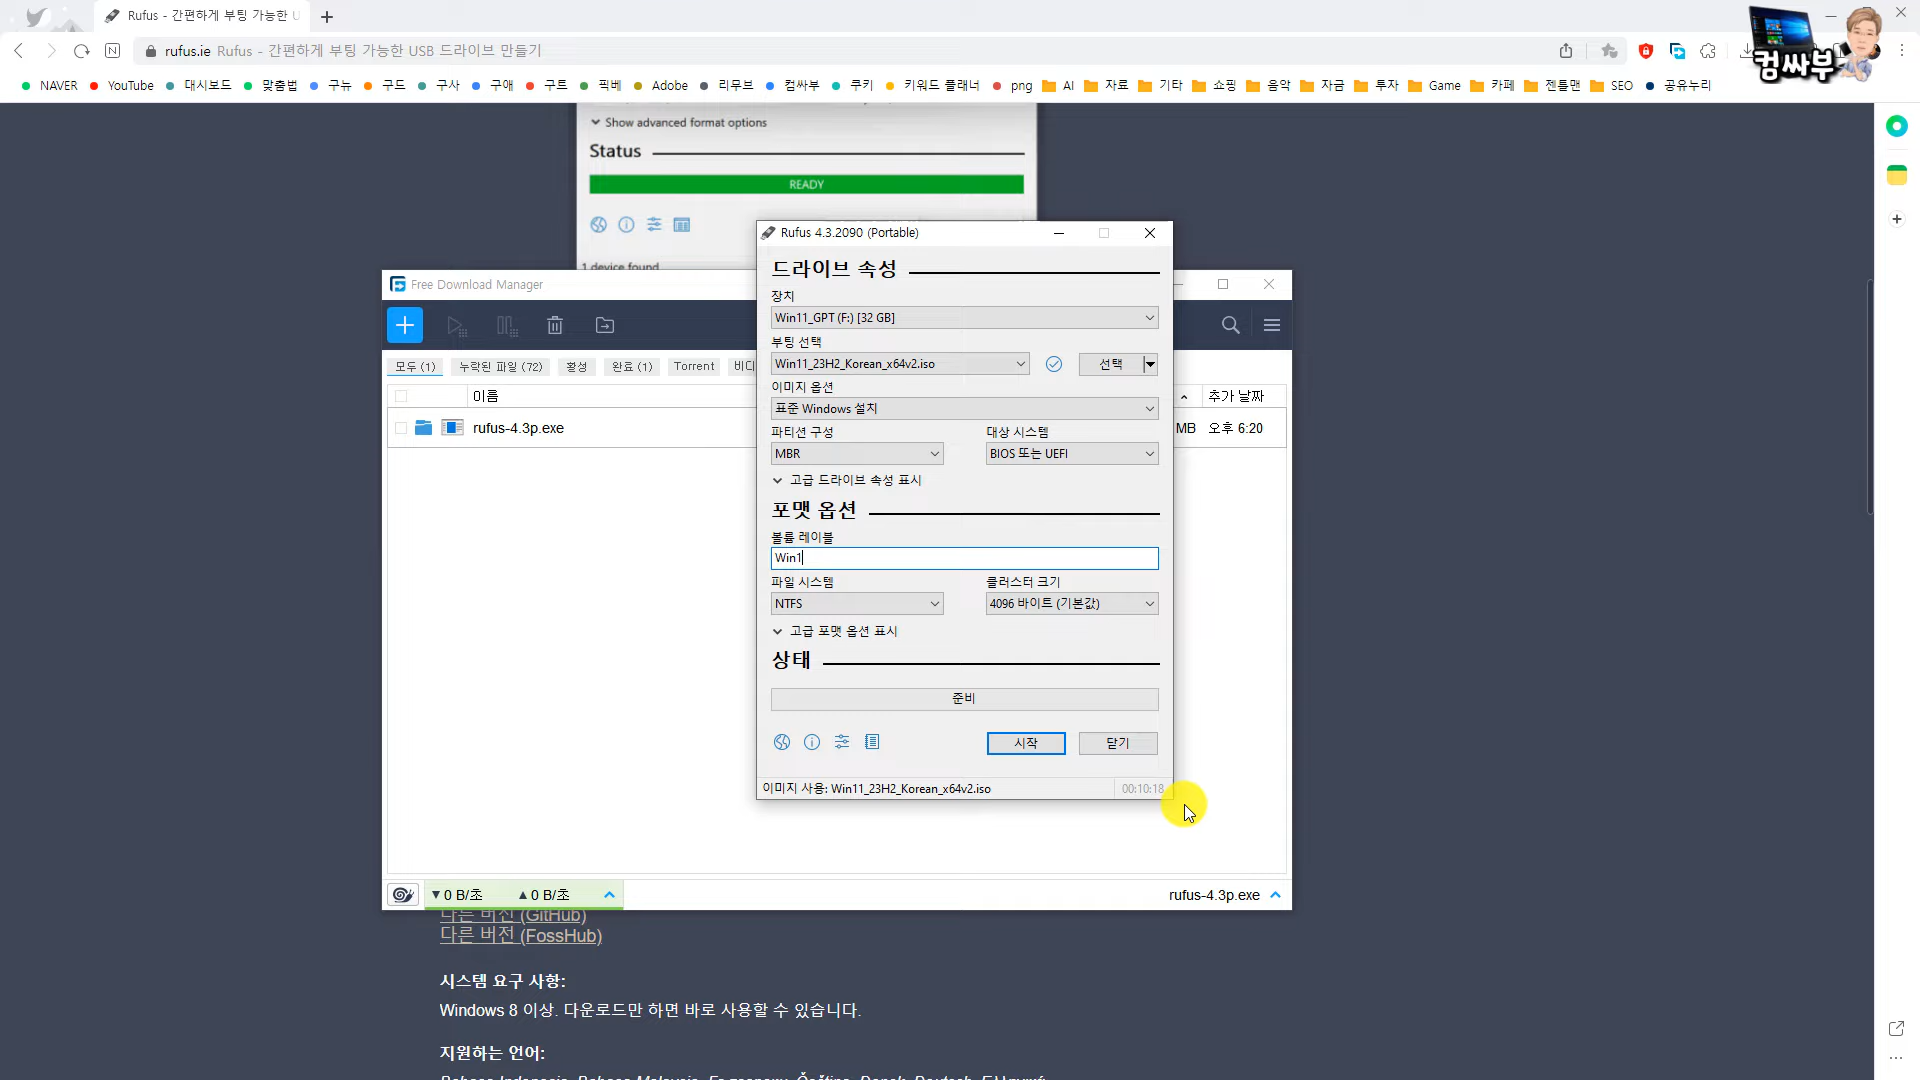 Rufus - 간편하게 부팅 가능한 U
rufus.ie Rufus - 간편하게 부팅 가능한 USB 드라이브 만들기
컴싸부
NAVER YouTube 대시보드 맞춤법 구뉴 구드 구사 구애 구트 픽베 Adobe 리무브 컴싸부 쿠키 키워드 플래너 png AI 자료 기타 쇼핑 음악 자금 투자 Game 카페 젠틀맨 SEO 공유누리
Show advanced format options
Status
READY
1 device found
Rufus 4.3.2090 (Portable)
드라이브 속성
장치
Win11_GPT (F:) [32 GB]
부팅 선택
Win11_23H2_Korean_x64v2.iso
선택
이미지 옵션
표준 Windows 설치
파티션 구성 대상 시스템
MBR BIOS 또는 UEFI
고급 드라이브 속성 표시
포맷 옵션
볼륨 레이블
Win1
파일 시스템 클러스터 크기
NTFS 4096 바이트 (기본값)
고급 포맷 옵션 표시
상태
준비
시작 닫기
이미지 사용: Win11_23H2_Korean_x64v2.iso 00:10:18
Free Download Manager
모두 (1) 누락된 파일 (72) 활성 완료 (1) Torrent 비디
이름 추가 날짜
rufus-4.3p.exe MB 오후 6:20
▼0 B/초 ▲0 B/초 rufus-4.3p.exe
다른 버전 (GitHub)
다른 버전 (FossHub)
시스템 요구 사항:
Windows 8 이상. 다운로드만 하면 바로 사용할 수 있습니다.
지원하는 언어: